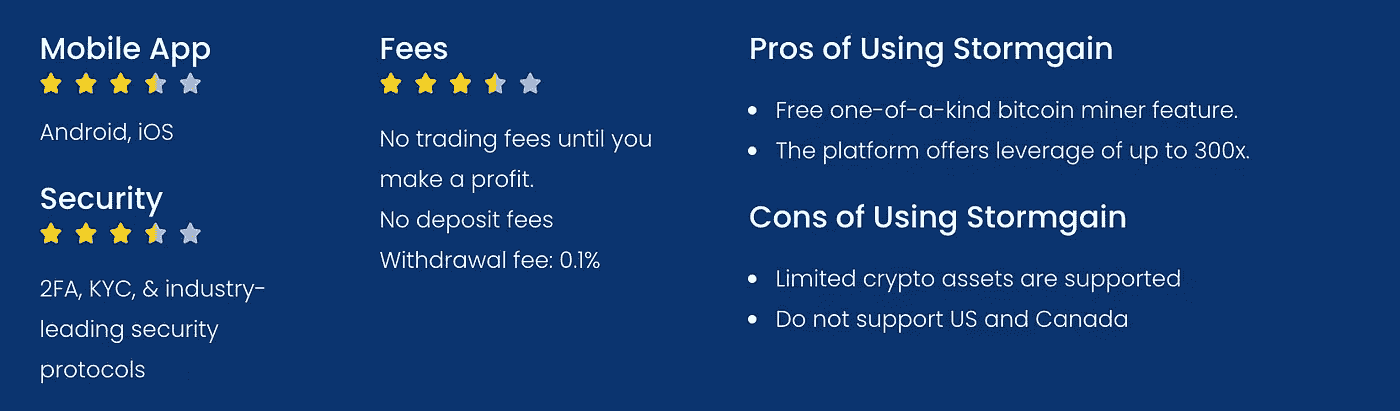 Mobile App
Android, iOS
Security
2FA, KYC, & industry-
leading security
protocols
Fees
No trading fees until you
make a profit.
No deposit fees
Withdrawal fee: 0.1%
Pros of Using Stormgain
• Free one-of-a-kind bitcoin miner feature.
• The platform offers leverage of up to 300x.
Cons of Using Stormgain
• Limited crypto assets are supported
• Do not support US and Canada